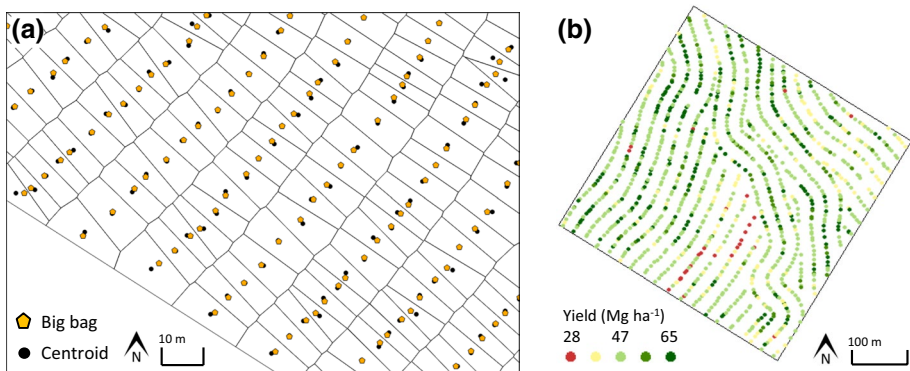 (a)
Big bag
Centroid
N
10 m
(b)
Yield (Mg ha⁻¹)
28 47 65
N
100 m